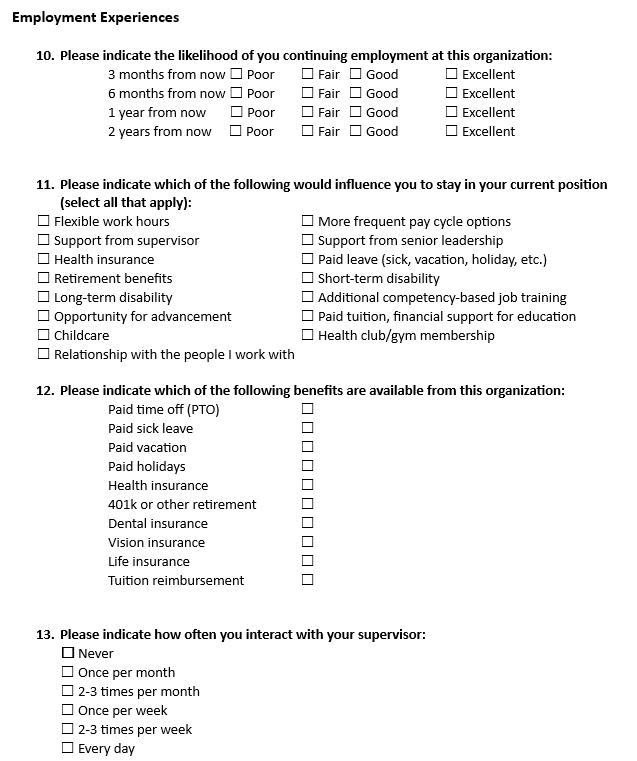 Employment Experiences
10. Please indicate the likelihood of you continuing employment at this organization:
3 months from now ☐ Poor ☐ Fair ☐ Good ☐ Excellent
6 months from now ☐ Poor ☐ Fair ☐ Good ☐ Excellent
1 year from now ☐ Poor ☐ Fair ☐ Good ☐ Excellent
2 years from now ☐ Poor ☐ Fair ☐ Good ☐ Excellent
11. Please indicate which of the following would influence you to stay in your current position
(select all that apply):
☐ Flexible work hours ☐ More frequent pay cycle options
☐ Support from supervisor ☐ Support from senior leadership
☐ Health insurance ☐ Paid leave (sick, vacation, holiday, etc.)
☐ Retirement benefits ☐ Short-term disability
☐ Long-term disability ☐ Additional competency-based job training
☐ Opportunity for advancement ☐ Paid tuition, financial support for education
☐ Childcare ☐ Health club/gym membership
☐ Relationship with the people I work with
12. Please indicate which of the following benefits are available from this organization:
Paid time off (PTO) ☐
Paid sick leave ☐
Paid vacation ☐
Paid holidays ☐
Health insurance ☐
401k or other retirement ☐
Dental insurance ☐
Vision insurance ☐
Life insurance ☐
Tuition reimbursement ☐
13. Please indicate how often you interact with your supervisor:
☐ Never
☐ Once per month
☐ 2-3 times per month
☐ Once per week
☐ 2-3 times per week
☐ Every day